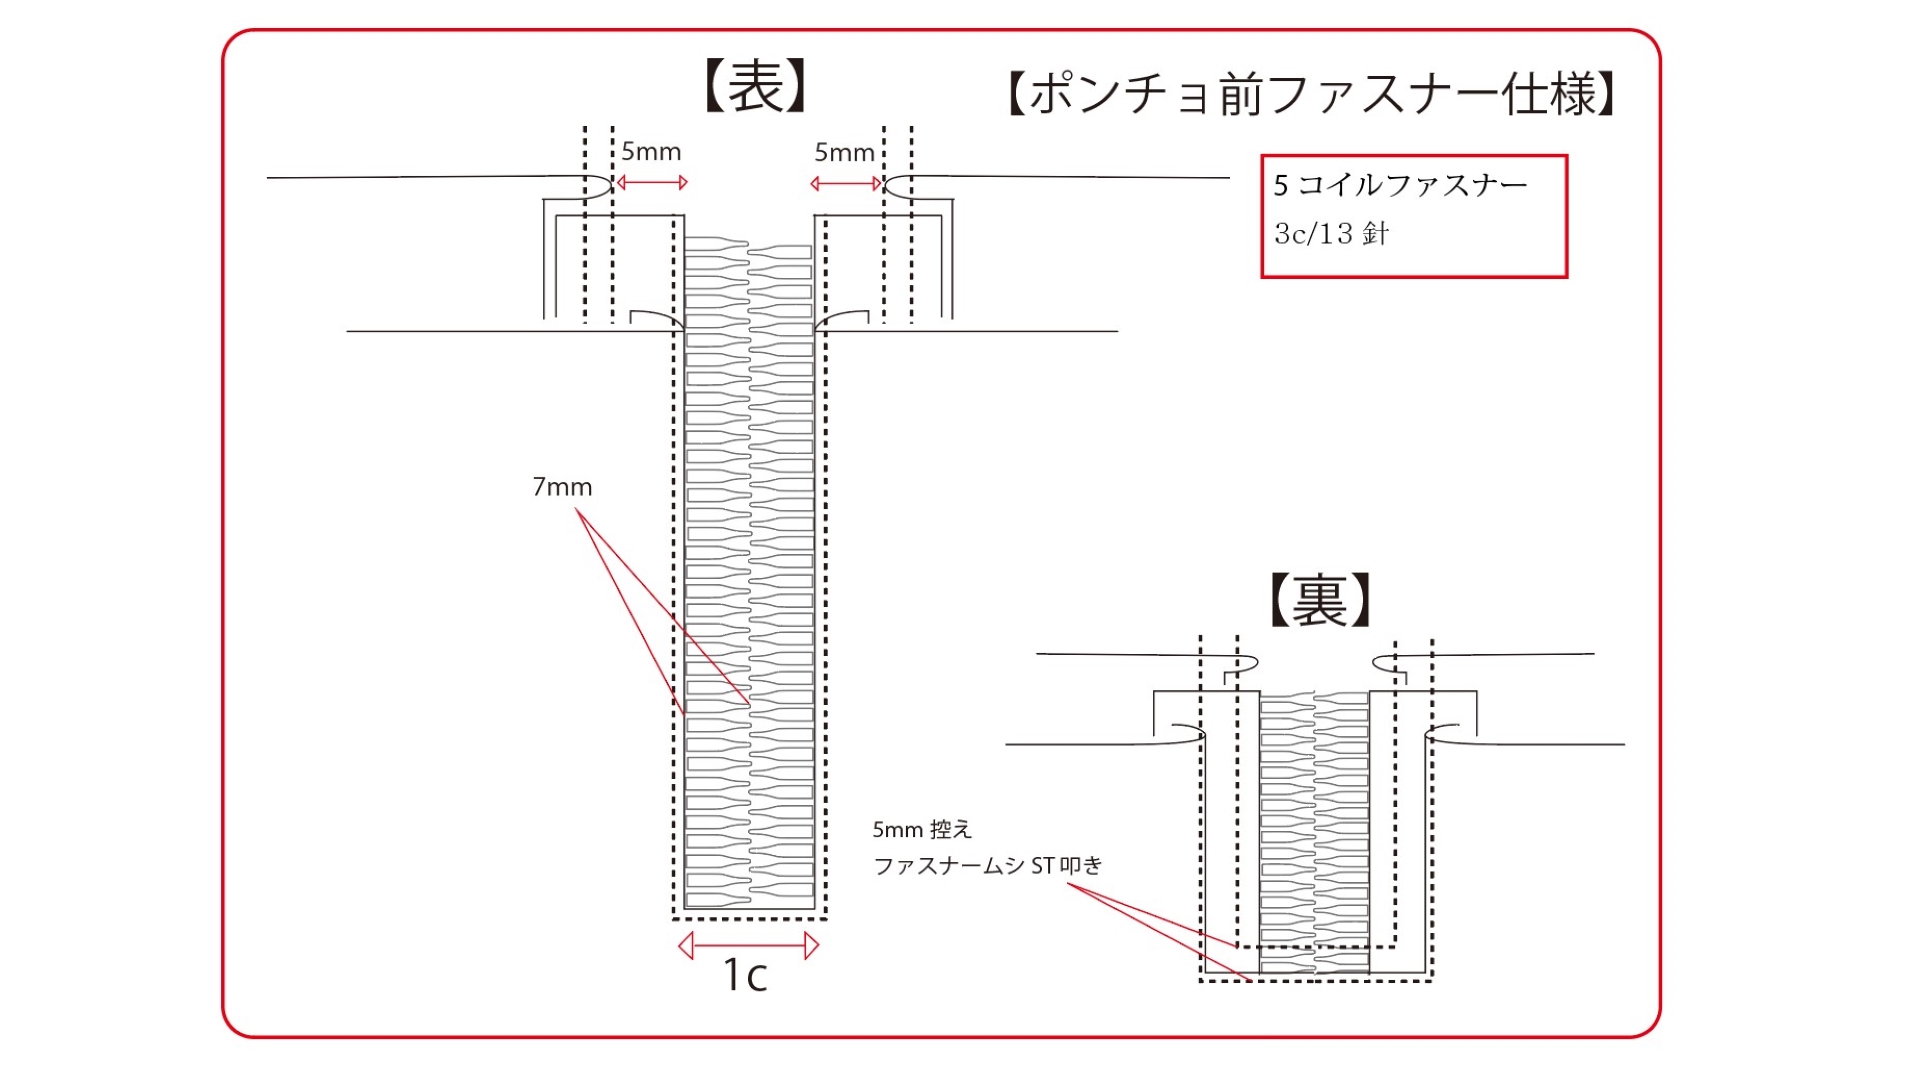 【表】
【ポンチョ前ファスナー仕様】
5mm
5mm
5 コイルファスナー
3c/13 針
7mm
【裏】
5mm 控え
ファスナームシ ST 叩き
1c